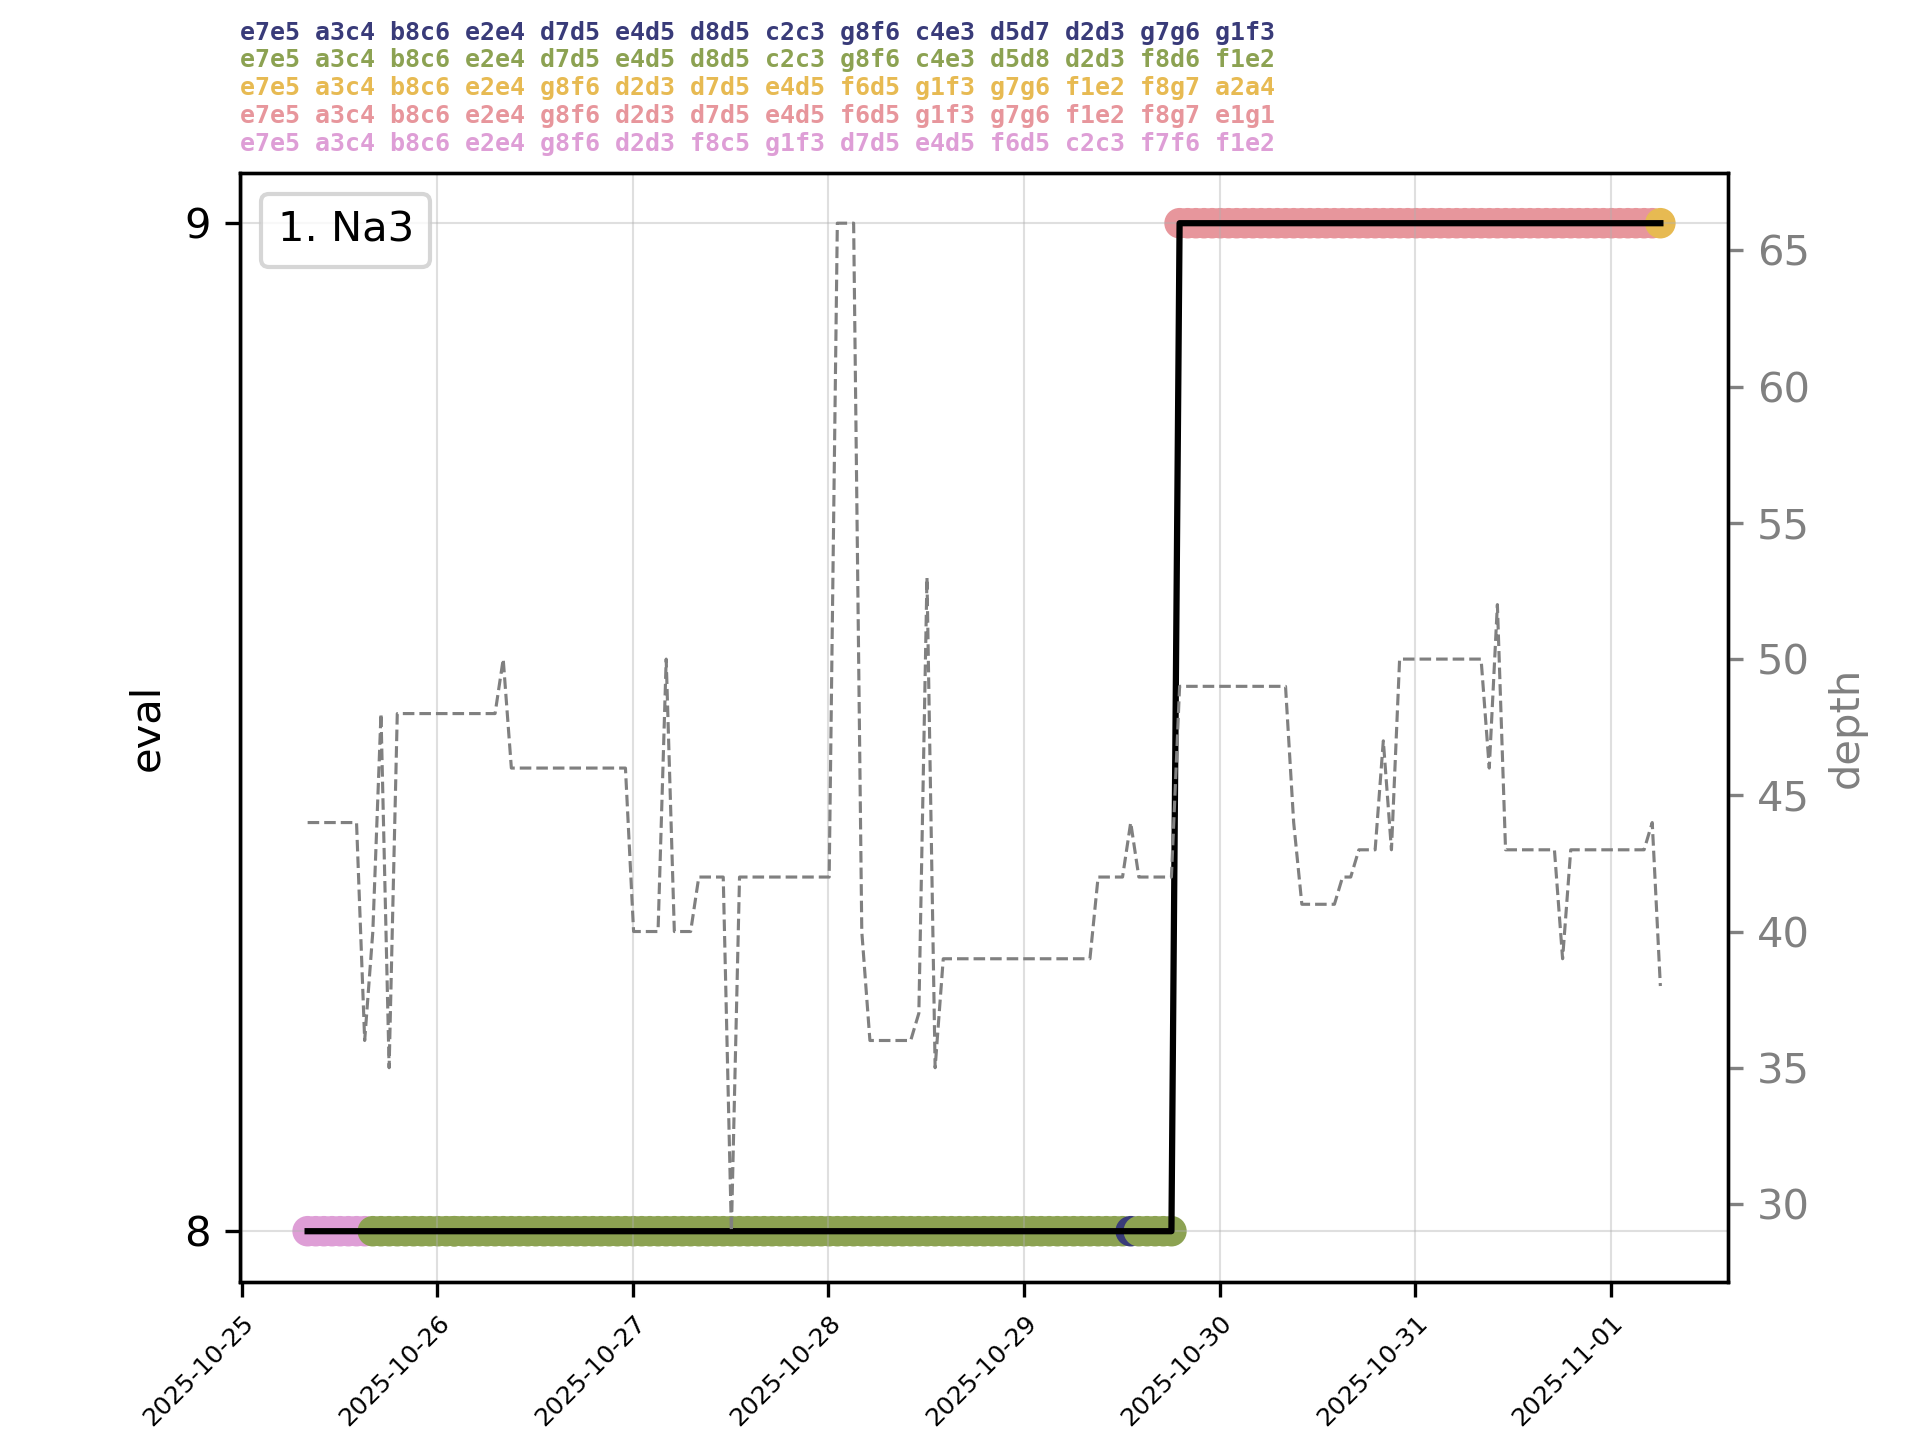 e7e5 a3c4 b8c6 e2e4 d7d5 e4d5 d8d5 c2c3 g8f6 c4e3 d5d7 d2d3 g7g6 g1f3
e7e5 a3c4 b8c6 e2e4 d7d5 e4d5 d8d5 c2c3 g8f6 c4e3 d5d8 d2d3 f8d6 f1e2
e7e5 a3c4 b8c6 e2e4 g8f6 d2d3 d7d5 e4d5 f6d5 g1f3 g7g6 f1e2 f8g7 a2a4
e7e5 a3c4 b8c6 e2e4 g8f6 d2d3 d7d5 e4d5 f6d5 g1f3 g7g6 f1e2 f8g7 e1g1
e7e5 a3c4 b8c6 e2e4 g8f6 d2d3 f8c5 g1f3 d7d5 e4d5 f6d5 c2c3 f7f6 f1e2
1. Na3
9
8
eval
65
60
55
50
45
40
35
30
depth
2025-10-25
2025-10-26
2025-10-27
2025-10-28
2025-10-29
2025-10-30
2025-10-31
2025-11-01